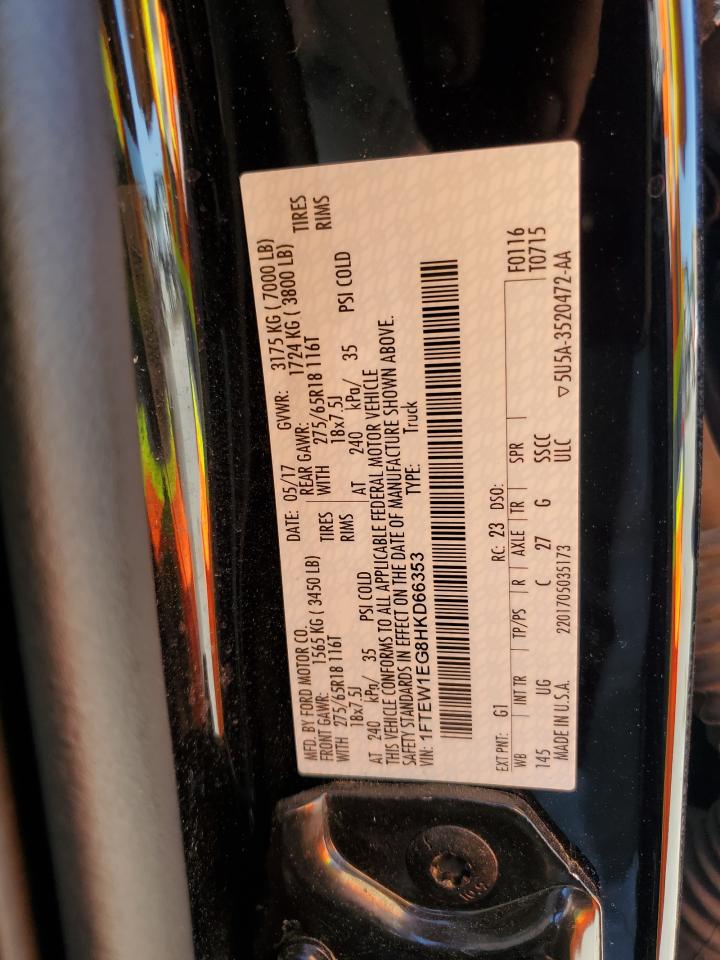 MFD. BY FORD MOTOR CO. DATE: 05/17 GVWR: 3175 KG ( 7000 LB)
FRONT GAWR: 1565 KG ( 3450 LB) REAR GAWR: 1724 KG ( 3800 LB)
WITH 275/65R18 116T TIRES WITH 275/65R18 116T TIRES
18x7.5J RIMS 18x7.5J RIMS
AT 240 kPa/ 35 PSI COLD AT 240 kPa/ 35 PSI COLD
THIS VEHICLE CONFORMS TO ALL APPLICABLE FEDERAL MOTOR VEHICLE
SAFETY STANDARDS IN EFFECT ON THE DATE OF MANUFACTURE SHOWN ABOVE.
VIN: 1FTEW1EG8HKD66353 TYPE: Truck
F0116
T0715
EXT PNT: G1 RC: 23 DSO:
WB INT TR TP/PS R AXLE TR SPR
145 UG C 27 G SSCC
ULC
MADE IN U.S.A. 2201705035173 ▽5U5A-3520472-AA